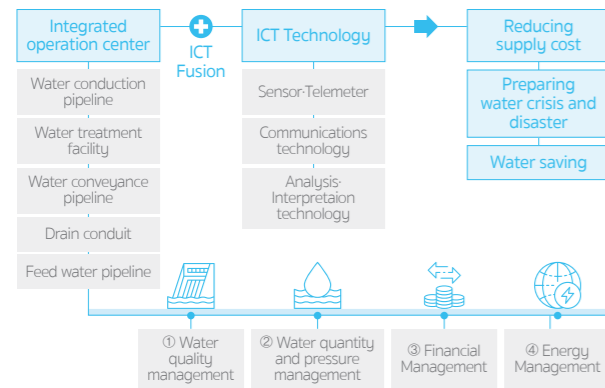 Integrated
operation center
ICT
Fusion
ICT Technology
Reducing
supply cost
Water conduction
pipeline
Water treatment
facility
Water conveyance
pipeline
Drain conduit
Feed water pipeline
Sensor·Telemeter
Communications
technology
Analysis·
Interpretaion
technology
Preparing
water crisis and
disaster
Water saving
① Water
quality
management
② Water quantity
and pressure
management
③ Financial
Management
④ Energy
Management